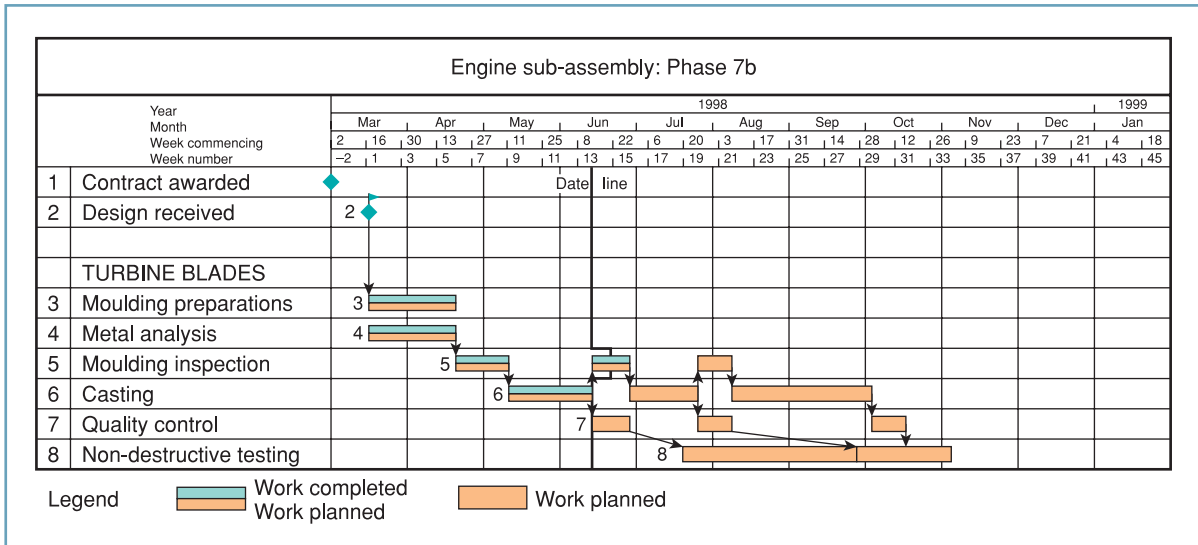 Engine sub-assembly: Phase 7b
Year 1998 1999
Month Mar Apr May Jun Jul Aug Sep Oct Nov Dec Jan
Week commencing 2 16 30 13 27 11 25 8 22 6 20 3 17 31 14 28 12 26 9 23 7 21 4 18
Week number –2 1 3 5 7 9 11 13 15 17 19 21 23 25 27 29 31 33 35 37 39 41 43 45
1 Contract awarded Date line
2 Design received 2
TURBINE BLADES
3 Moulding preparations 3
4 Metal analysis 4
5 Moulding inspection 5
6 Casting 6
7 Quality control 7
8 Non-destructive testing 8
Legend Work completed Work planned
Work planned